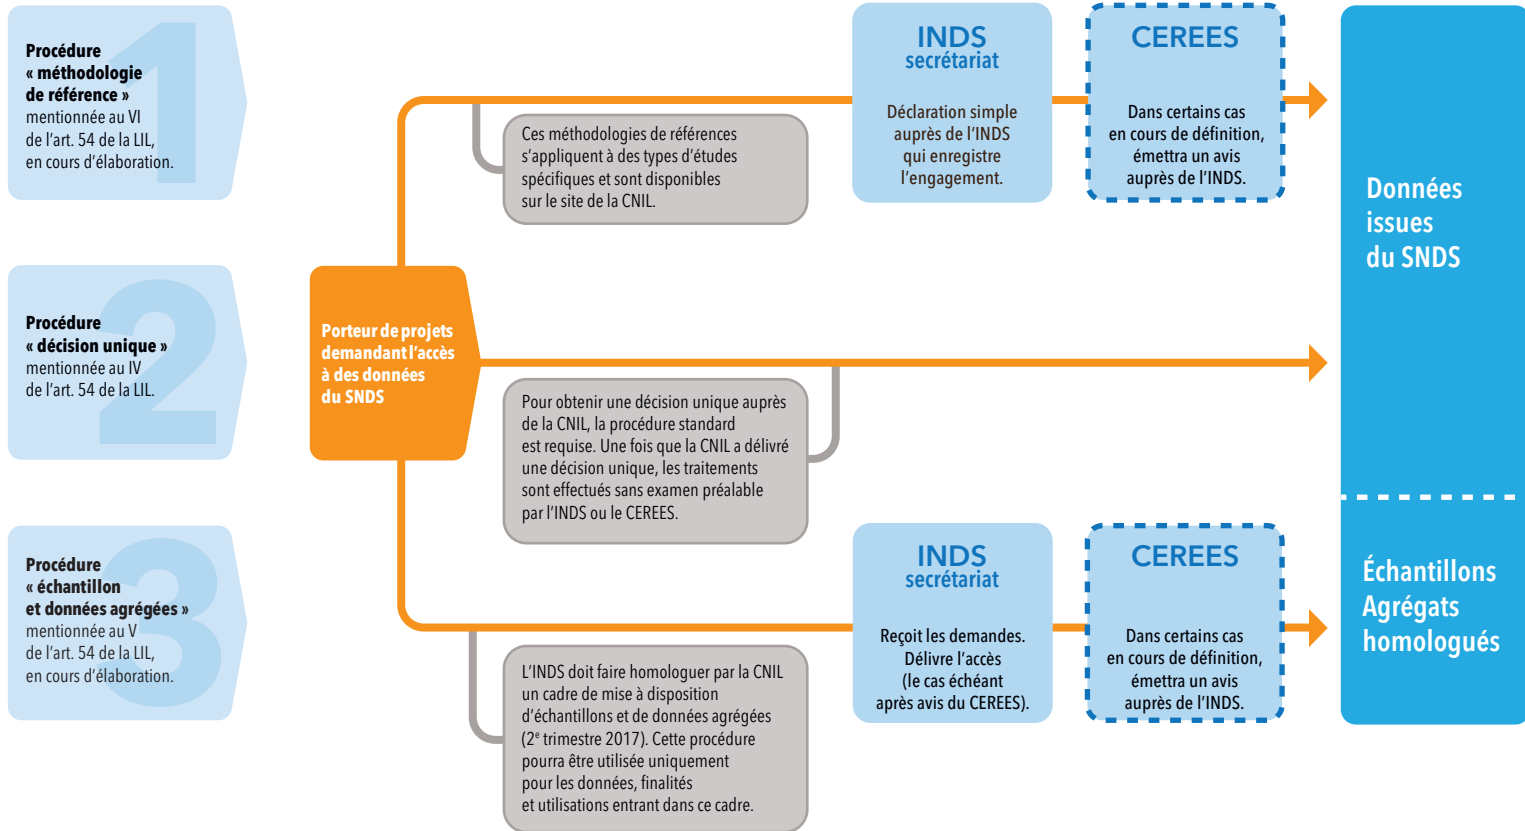 1
Procédure
« méthodologie
de référence »
mentionnée au VI
de l’art. 54 de la LIL,
en cours d’élaboration.
INDS
secrétariat
Déclaration simple
auprès de l’INDS
qui enregistre
l’engagement.
CEREES
Dans certains cas
en cours de définition,
émettra un avis
auprès de l’INDS.
Ces méthodologies de références
s’appliquent à des types d’études
spécifiques et sont disponibles
sur le site de la CNIL.
Données
issues
du SNDS
2
Procédure
« décision unique »
mentionnée au IV
de l’art. 54 de la LIL.
Porteur de projets
demandant l’accès
à des données
du SNDS
Pour obtenir une décision unique auprès
de la CNIL, la procédure standard
est requise. Une fois que la CNIL a délivré
une décision unique, les traitements
sont effectués sans examen préalable
par l’INDS ou le CEREES.
3
Procédure
« échantillon
et données agrégées »
mentionnée au V
de l’art. 54 de la LIL,
en cours d’élaboration.
INDS
secrétariat
Reçoit les demandes.
Délivre l’accès
(le cas échéant
après avis du CEREES).
CEREES
Dans certains cas
en cours de définition,
émettra un avis
auprès de l’INDS.
Échantillons
Agrégats
homologués
L’INDS doit faire homologuer par la CNIL
un cadre de mise à disposition
d’échantillons et de données agrégées
(2e trimestre 2017). Cette procédure
pourra être utilisée uniquement
pour les données, finalités
et utilisations entrant dans ce cadre.